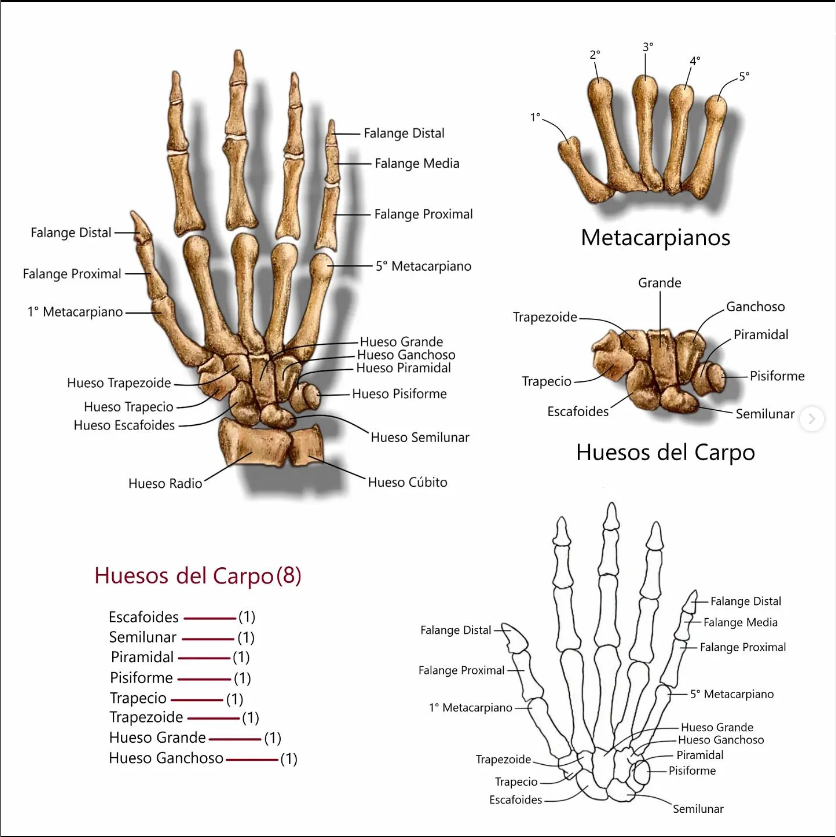 Falange Distal
Falange Media
Falange Proximal
Falange Distal
Falange Proximal
5° Metacarpiano
1° Metacarpiano
Hueso Grande
Hueso Ganchoso
Hueso Piramidal
Hueso Trapezoide
Hueso Pisiforme
Hueso Trapecio
Hueso Escafoides
Hueso Semilunar
Hueso Radio
Hueso Cúbito
1°
2°
3°
4°
5°
Metacarpianos
Grande
Ganchoso
Trapezoide
Piramidal
Trapecio
Pisiforme
Escafoides
Semilunar
Huesos del Carpo
Huesos del Carpo (8)
Escafoides (1)
Semilunar (1)
Piramidal (1)
Pisiforme (1)
Trapecio (1)
Trapezoide (1)
Hueso Grande (1)
Hueso Ganchoso (1)
Falange Distal
Falange Media
Falange Distal
Falange Proximal
Falange Proximal
5° Metacarpiano
1° Metacarpiano
Hueso Grande
Hueso Ganchoso
Trapezoide
Piramidal
Pisiforme
Trapecio
Escafoides
Semilunar